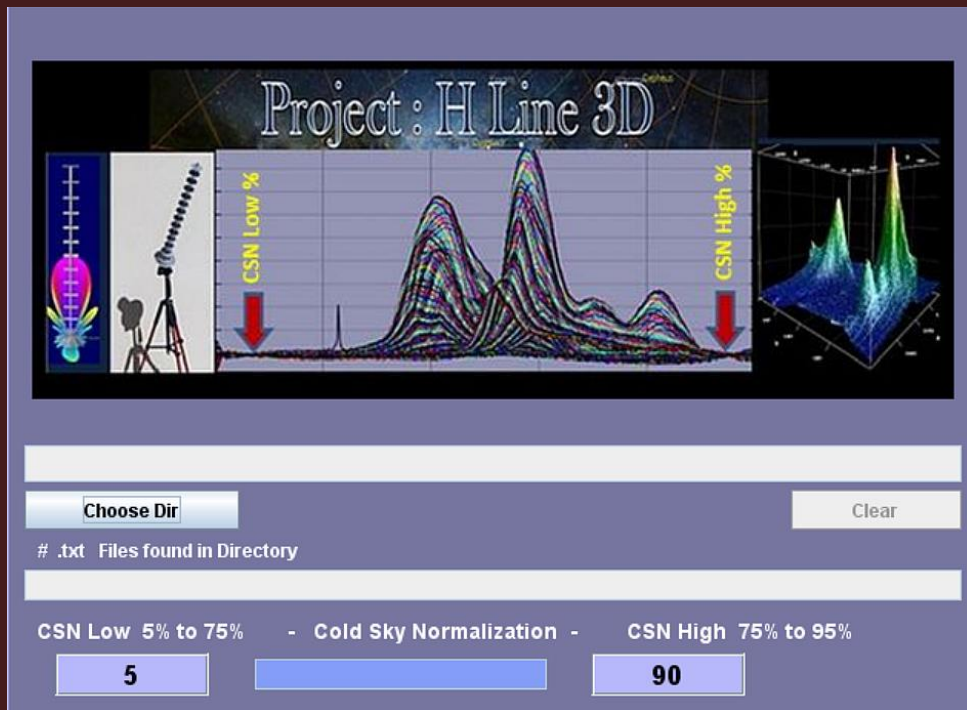 Cepheus
Project : H Line 3D
CSN Low %
CSN High %
Choose Dir
Clear
# .txt Files found in Directory
CSN Low 5% to 75% - Cold Sky Normalization - CSN High 75% to 95%
5
90